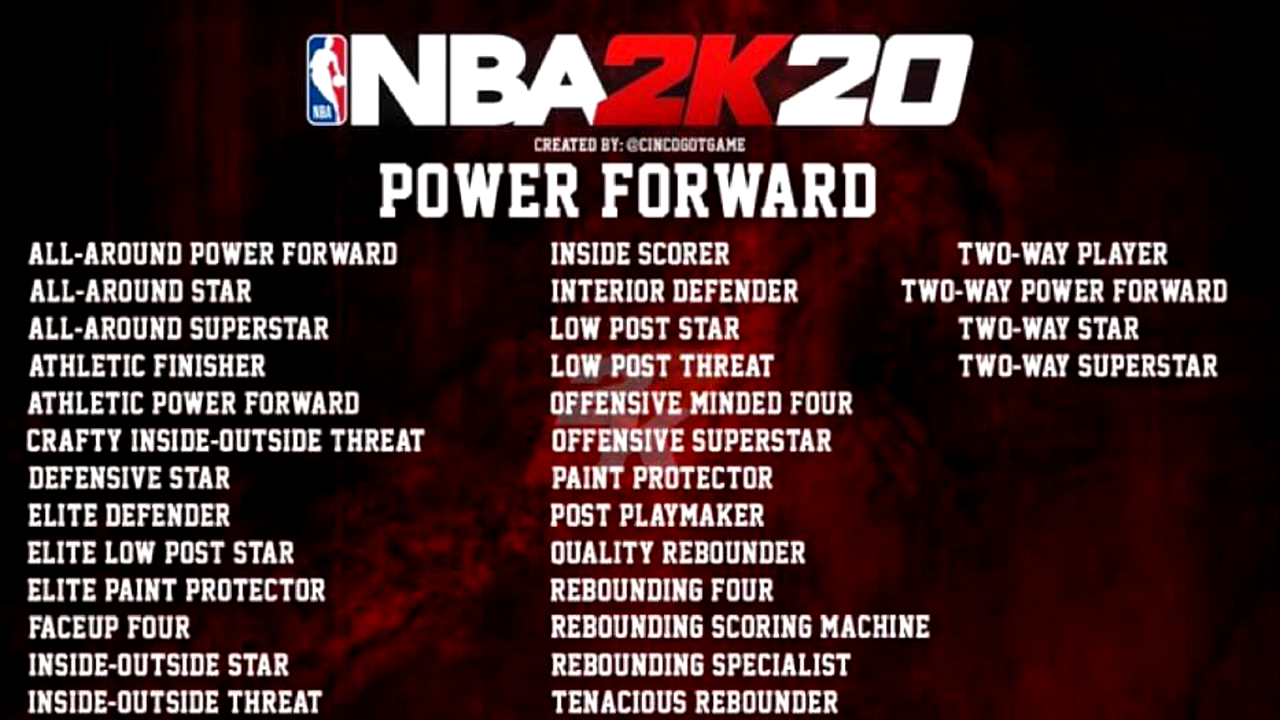 NBA
NBA2K20
CREATED BY: @CINCOGOTGAME
POWER FORWARD
ALL-AROUND POWER FORWARD
ALL-AROUND STAR
ALL-AROUND SUPERSTAR
ATHLETIC FINISHER
ATHLETIC POWER FORWARD
CRAFTY INSIDE-OUTSIDE THREAT
DEFENSIVE STAR
ELITE DEFENDER
ELITE LOW POST STAR
ELITE PAINT PROTECTOR
FACEUP FOUR
INSIDE-OUTSIDE STAR
INSIDE-OUTSIDE THREAT
INSIDE SCORER
INTERIOR DEFENDER
LOW POST STAR
LOW POST THREAT
OFFENSIVE MINDED FOUR
OFFENSIVE SUPERSTAR
PAINT PROTECTOR
POST PLAYMAKER
QUALITY REBOUNDER
REBOUNDING FOUR
REBOUNDING SCORING MACHINE
REBOUNDING SPECIALIST
TENACIOUS REBOUNDER
TWO-WAY PLAYER
TWO-WAY POWER FORWARD
TWO-WAY STAR
TWO-WAY SUPERSTAR
2K